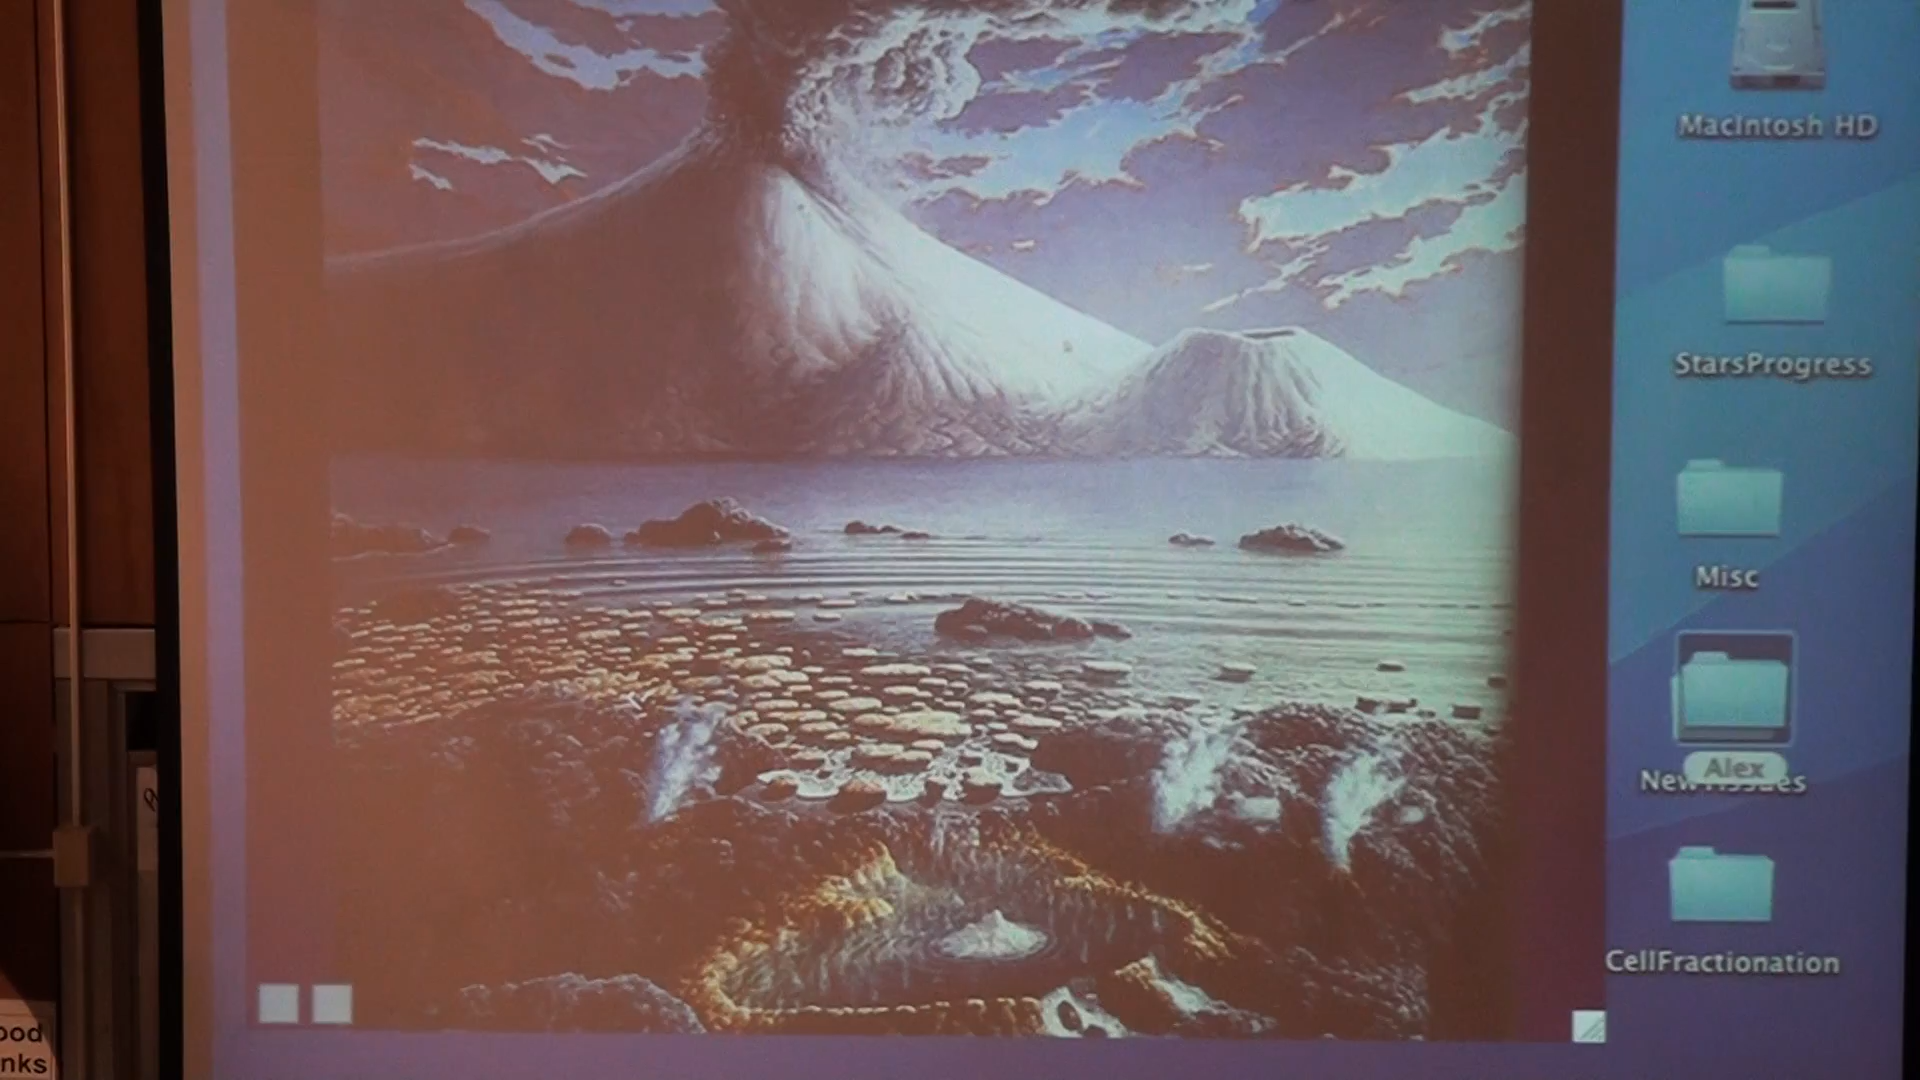 Macintosh HD
StarsProgress
Misc
Alex
CellFractionation
ood
nks